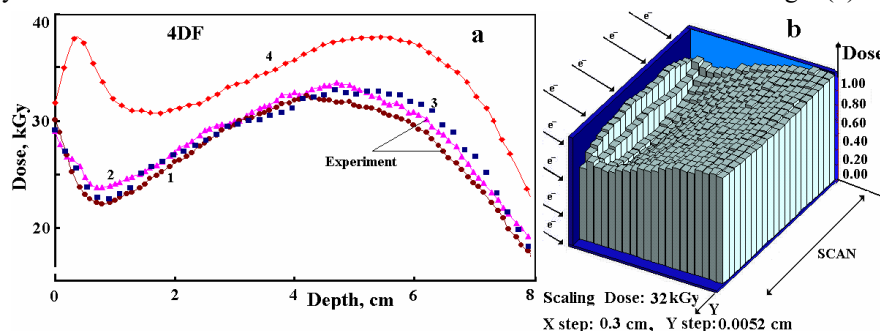 4DF
a
40
30
20
Dose, kGy
4
3
2
1
Experiment
0 2 4 6 8
Depth, cm
b
e⁻
e⁻
e⁻
e⁻
e⁻
e⁻
e⁻
e⁻
e⁻
Dose
1.00
0.80
0.60
0.40
0.20
0.00
SCAN
Y
Scaling Dose: 32kGy
X step: 0.3 cm, Y step: 0.0052 cm